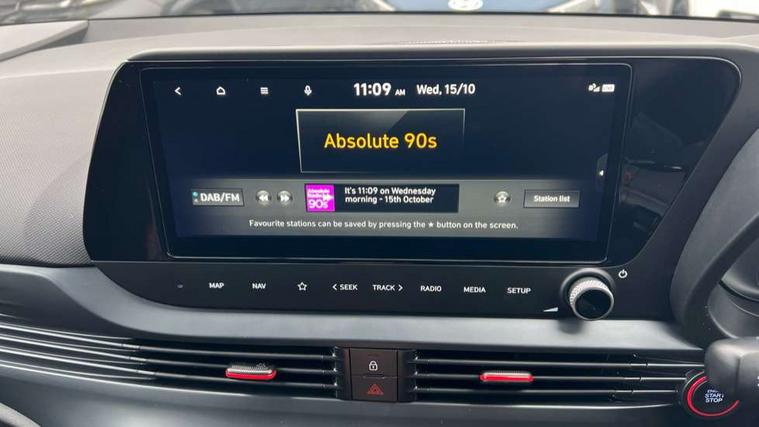 11:09 AM Wed, 15/10
Absolute 90s
DAB/FM
Absolute
Radio
90s
It's 11:09 on Wednesday
morning - 15th October
Station list
Favourite stations can be saved by pressing the ★ button on the screen.
MAP NAV < SEEK TRACK > RADIO MEDIA SETUP
START
STOP